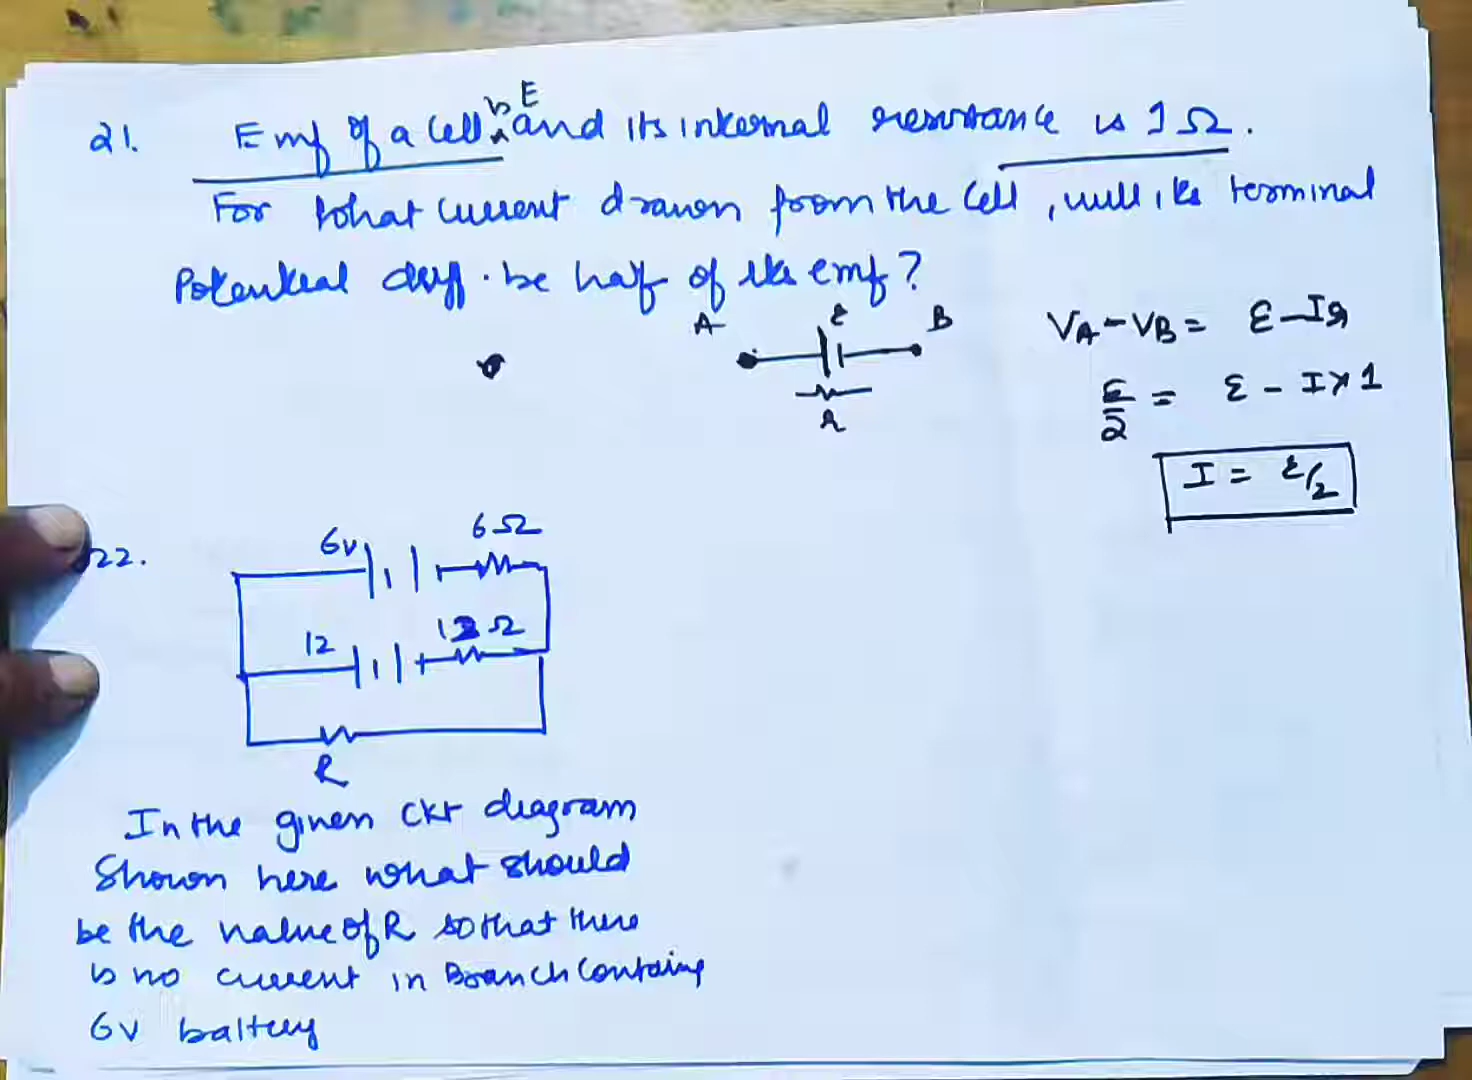 21. Emf of a cell is E and its internal resistance is 1Ω.
For what current drawn from the cell, will its terminal
Potential diff. be half of its emf?
A ε B
r
VA - VB = ε - Ir
ε/2 = ε - I×1
I = ε/2
22.
6V 6Ω
12 12Ω
R
In the given ckt diagram
Shown here what should
be the value of R so that there
is no current in Branch Containing
6V battery